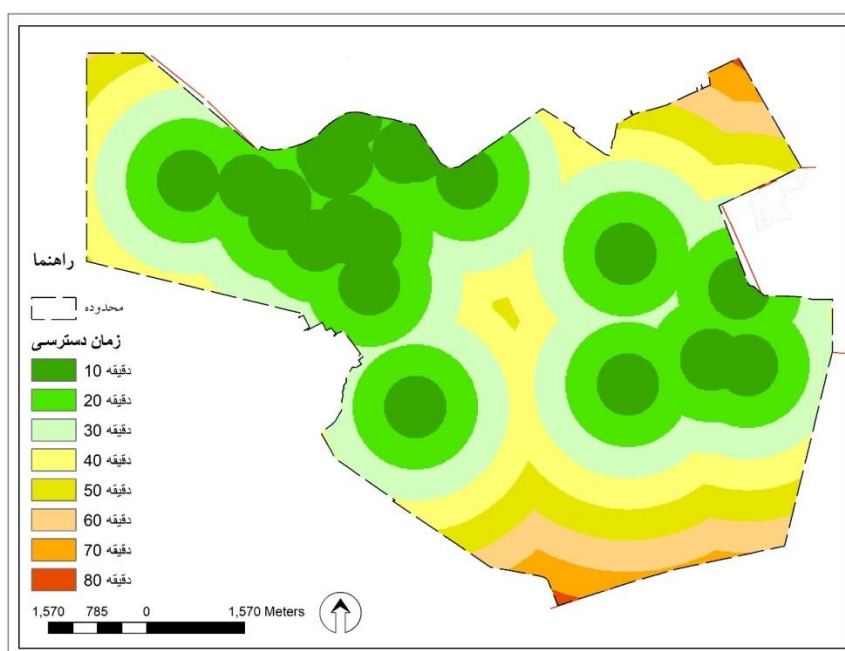 راهنما
محدوده
زمان دسترسی
10 دقیقه
20 دقیقه
30 دقیقه
40 دقیقه
50 دقیقه
60 دقیقه
70 دقیقه
80 دقیقه
1,570 785 0 1,570 Meters